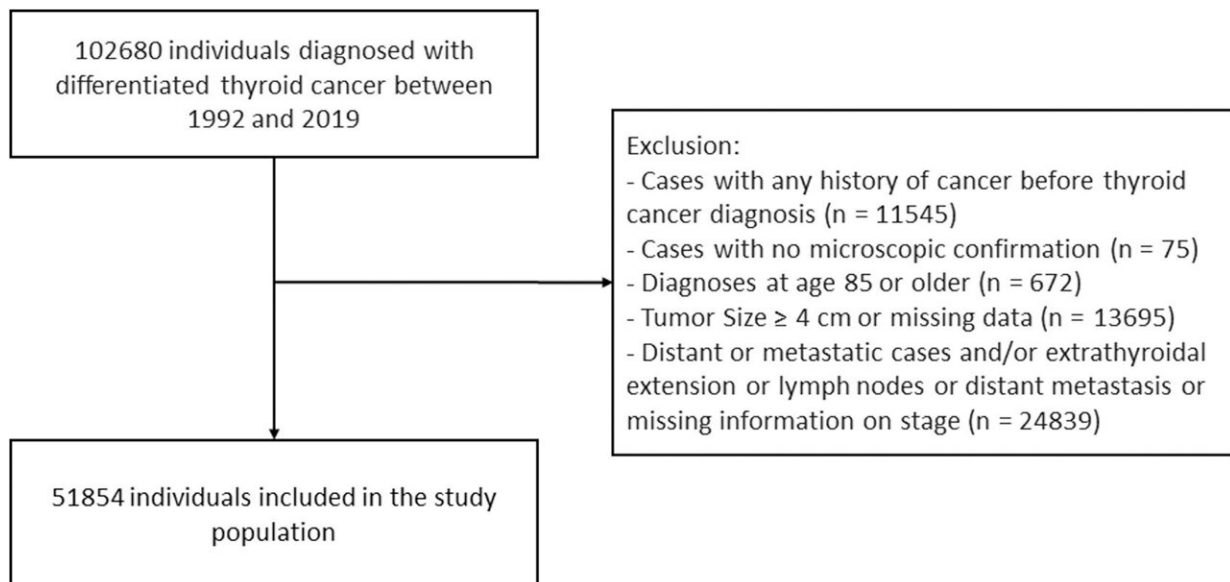 102680 individuals diagnosed with
differentiated thyroid cancer between
1992 and 2019
Exclusion:
- Cases with any history of cancer before thyroid
cancer diagnosis (n = 11545)
- Cases with no microscopic confirmation (n = 75)
- Diagnoses at age 85 or older (n = 672)
- Tumor Size ≥ 4 cm or missing data (n = 13695)
- Distant or metastatic cases and/or extrathyroidal
extension or lymph nodes or distant metastasis or
missing information on stage (n = 24839)
51854 individuals included in the study
population